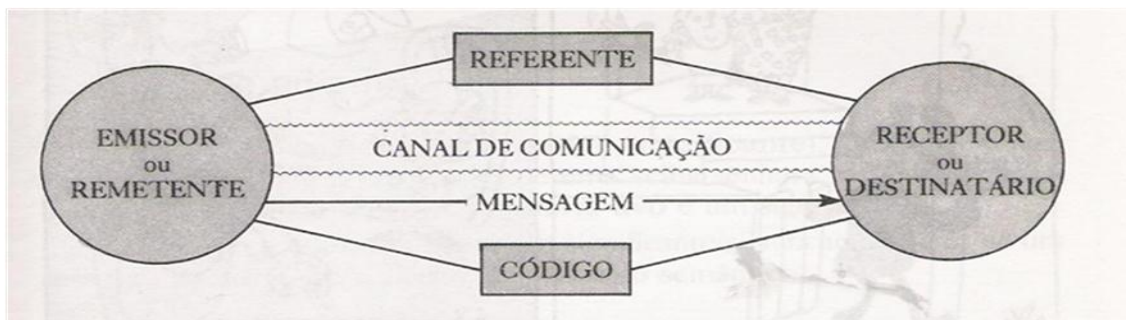 REFERENTE
EMISSOR
ou
REMETENTE
CANAL DE COMUNICAÇÃO
MENSAGEM
RECEPTOR
ou
DESTINATÁRIO
CÓDIGO